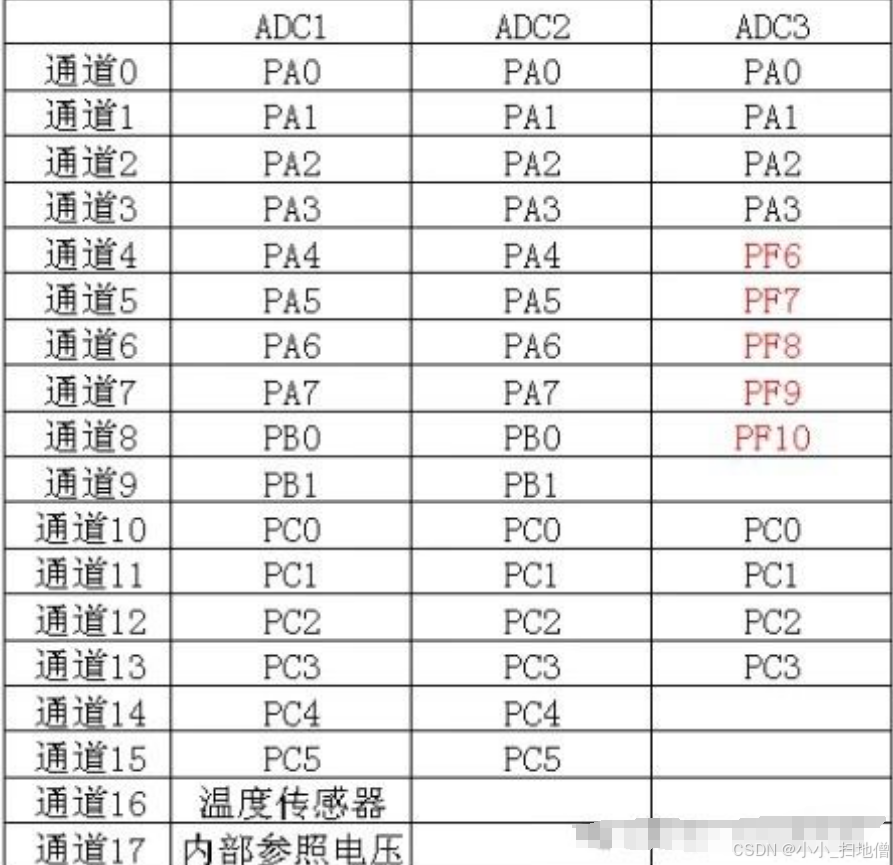 ADC1 ADC2 ADC3
通道0 PA0 PA0 PA0
通道1 PA1 PA1 PA1
通道2 PA2 PA2 PA2
通道3 PA3 PA3 PA3
通道4 PA4 PA4 PF6
通道5 PA5 PA5 PF7
通道6 PA6 PA6 PF8
通道7 PA7 PA7 PF9
通道8 PB0 PB0 PF10
通道9 PB1 PB1
通道10 PC0 PC0 PC0
通道11 PC1 PC1 PC1
通道12 PC2 PC2 PC2
通道13 PC3 PC3 PC3
通道14 PC4 PC4
通道15 PC5 PC5
通道16 温度传感器
通道17 内部参照电压
CSDN @小小_扫地僧